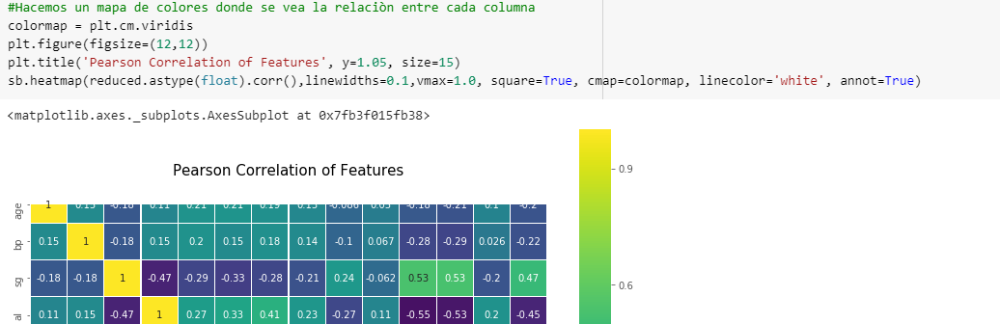 #Hacemos un mapa de colores donde se vea la relaciòn entre cada columna
colormap = plt.cm.viridis
plt.figure(figsize=(12,12))
plt.title('Pearson Correlation of Features', y=1.05, size=15)
sb.heatmap(reduced.astype(float).corr(),linewidths=0.1,vmax=1.0, square=True, cmap=colormap, linecolor='white', annot=True)
<matplotlib.axes._subplots.AxesSubplot at 0x7fb3f015fb38>
Pearson Correlation of Features
0.9
age 1 0.15 -0.18 0.11 0.21 0.21 0.19 0.15 -0.086 0.05 -0.18 -0.21 0.1 -0.2
bp 0.15 1 -0.18 0.15 0.2 0.15 0.18 0.14 -0.1 0.067 -0.28 -0.29 0.026 -0.22
sg -0.18 -0.18 1 -0.47 -0.29 -0.33 -0.28 -0.21 0.24 -0.062 0.53 0.53 -0.2 0.47
0.6
al 0.11 0.15 -0.47 1 0.27 0.33 0.41 0.23 -0.27 0.11 -0.55 -0.53 0.2 -0.45